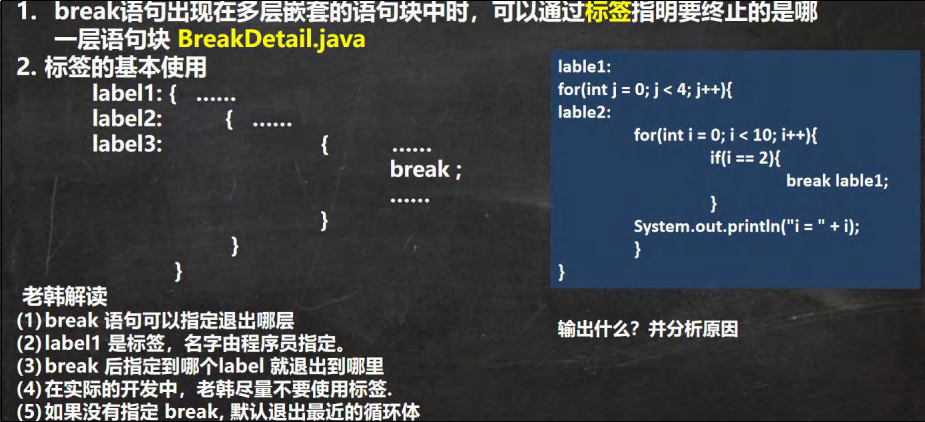 1. break语句出现在多层嵌套的语句块中时，可以通过标签指明要终止的是哪
一层语句块 BreakDetail.java
2. 标签的基本使用
label1: { ……
label2: { ……
label3: { ……
break ;
……
}
}
}
老韩解读
(1) break 语句可以指定退出哪层
(2) label1 是标签，名字由程序员指定。
(3) break 后指定到哪个label 就退出到哪里
(4) 在实际的开发中，老韩尽量不要使用标签.
(5) 如果没有指定 break, 默认退出最近的循环体
lable1:
for(int j = 0; j < 4; j++){
lable2:
for(int i = 0; i < 10; i++){
if(i == 2){
break lable1;
}
System.out.println("i = " + i);
}
}
输出什么？并分析原因